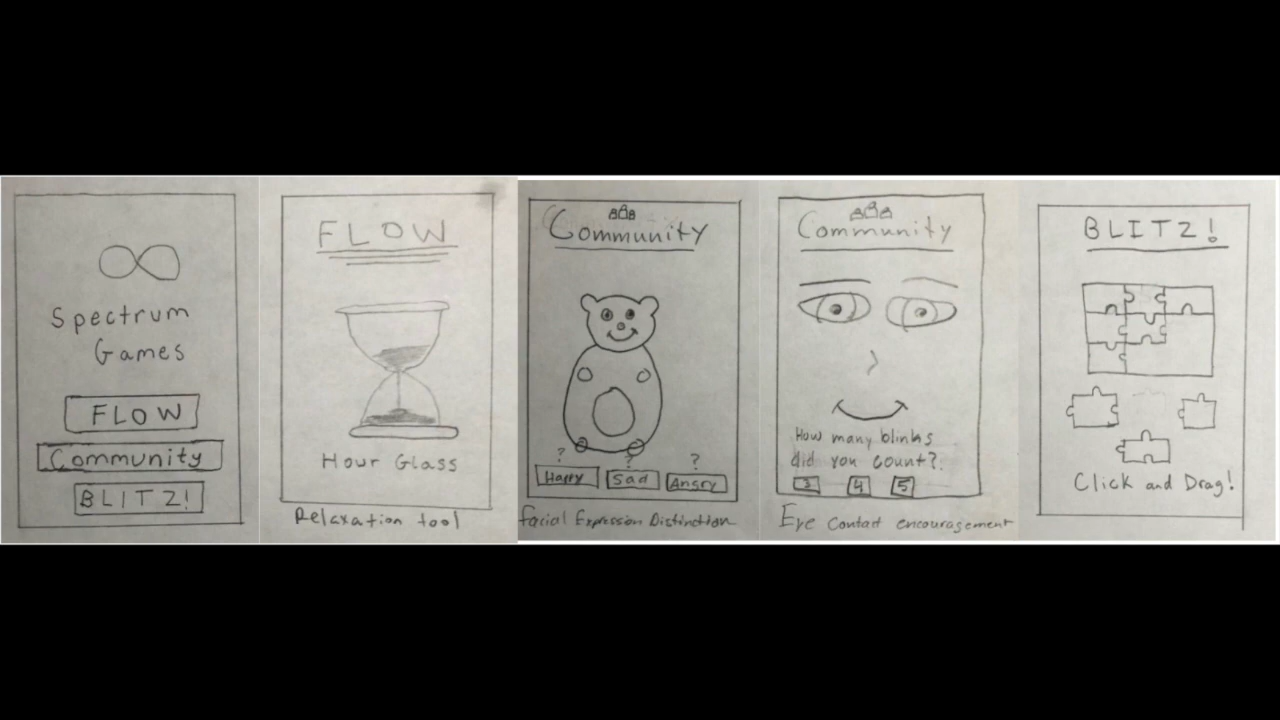 Spectrum
Games
FLOW
Community
BLITZ!
FLOW
Hour Glass
Relaxation tool
Community
? ? ?
Happy Sad Angry
Facial Expression Distinction
Community
How many blinks
did you count?
3 4 5
Eye Contact encouragement
BLITZ!
Click and Drag!